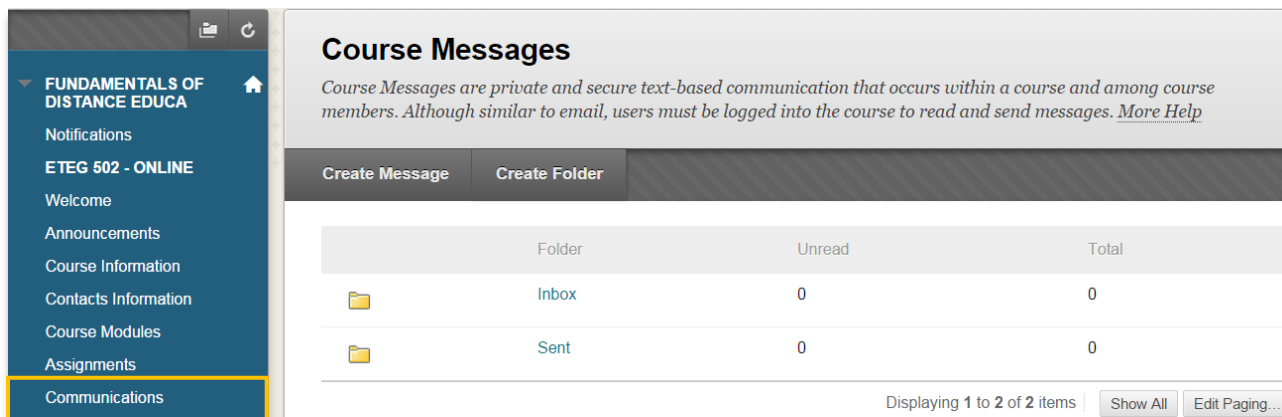 FUNDAMENTALS OF
DISTANCE EDUCA
Notifications
ETEG 502 - ONLINE
Welcome
Announcements
Course Information
Contacts Information
Course Modules
Assignments
Communications
Course Messages
Course Messages are private and secure text-based communication that occurs within a course and among course
members. Although similar to email, users must be logged into the course to read and send messages. More Help
Create Message Create Folder
Folder Unread Total
Inbox 0 0
Sent 0 0
Displaying 1 to 2 of 2 items Show All Edit Paging...